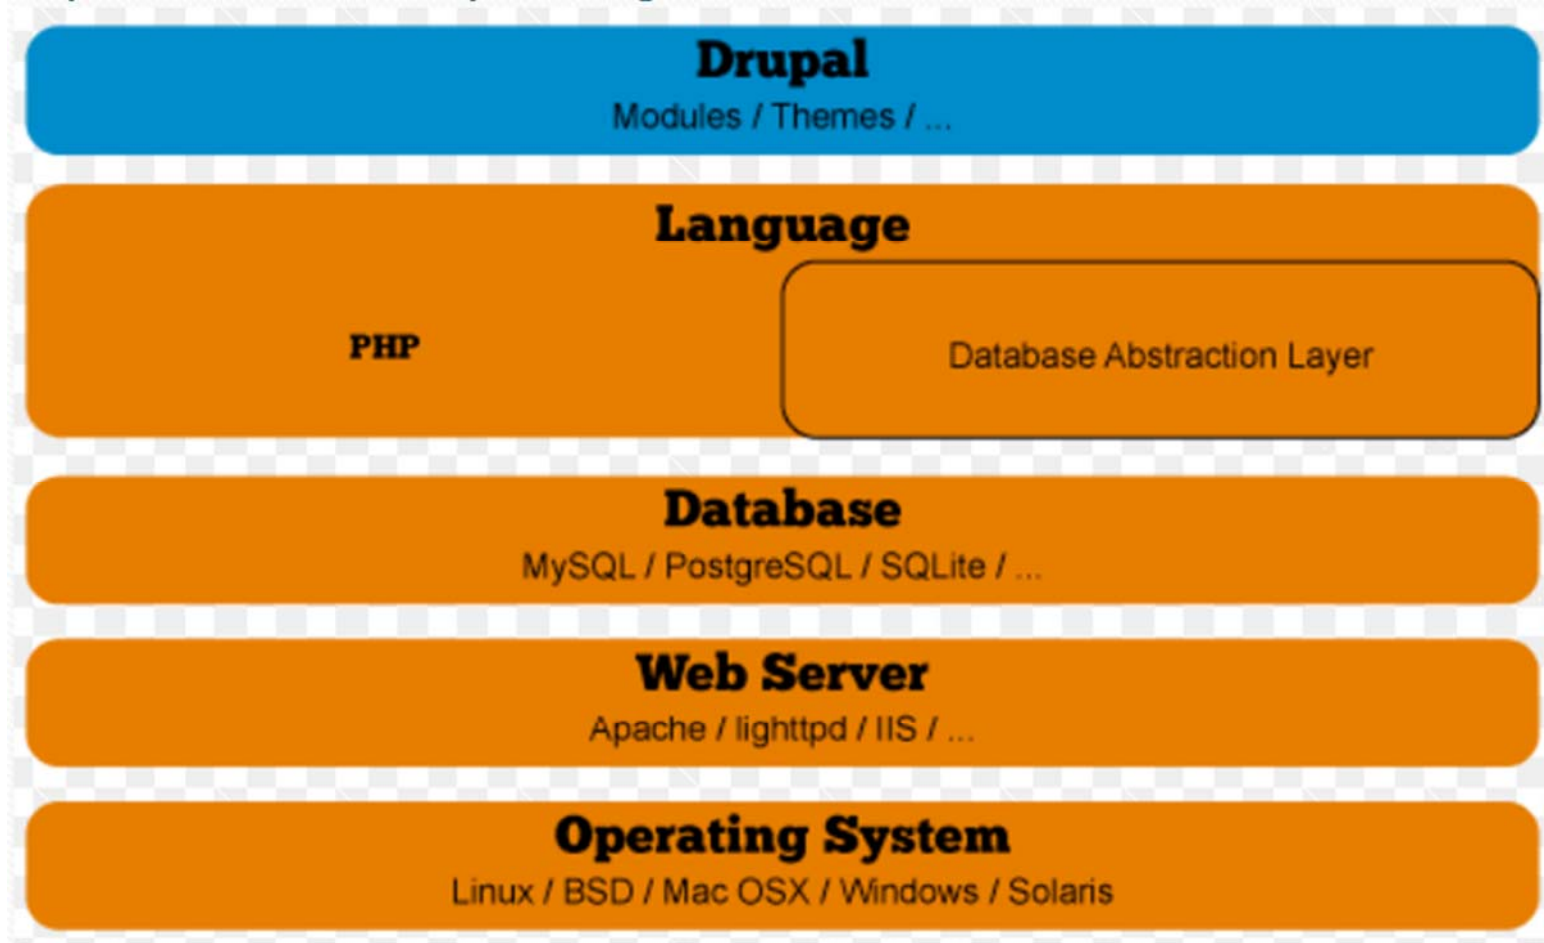 Drupal
Modules / Themes / ...
Language
PHP
Database Abstraction Layer
Database
MySQL / PostgreSQL / SQLite / ...
Web Server
Apache / lighttpd / IIS / ...
Operating System
Linux / BSD / Mac OSX / Windows / Solaris